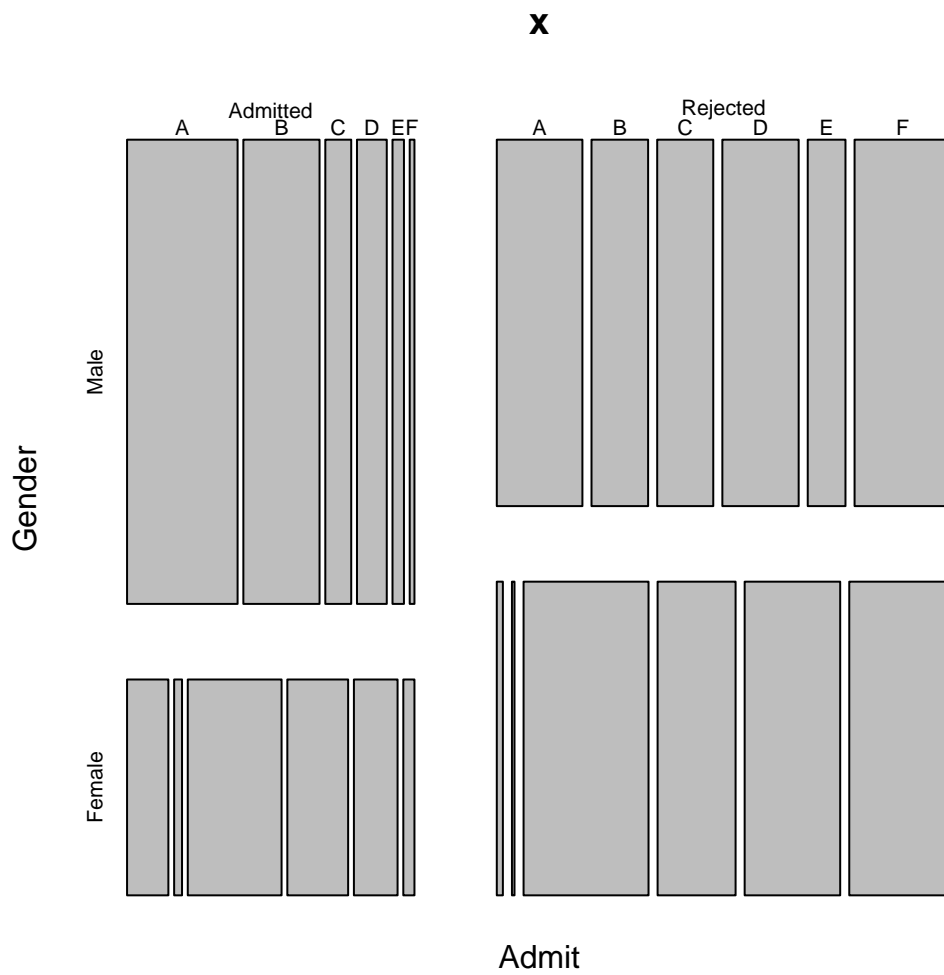 x
Admitted
Rejected
A B C D E F
A B C D E F
Male
Gender
Female
Admit